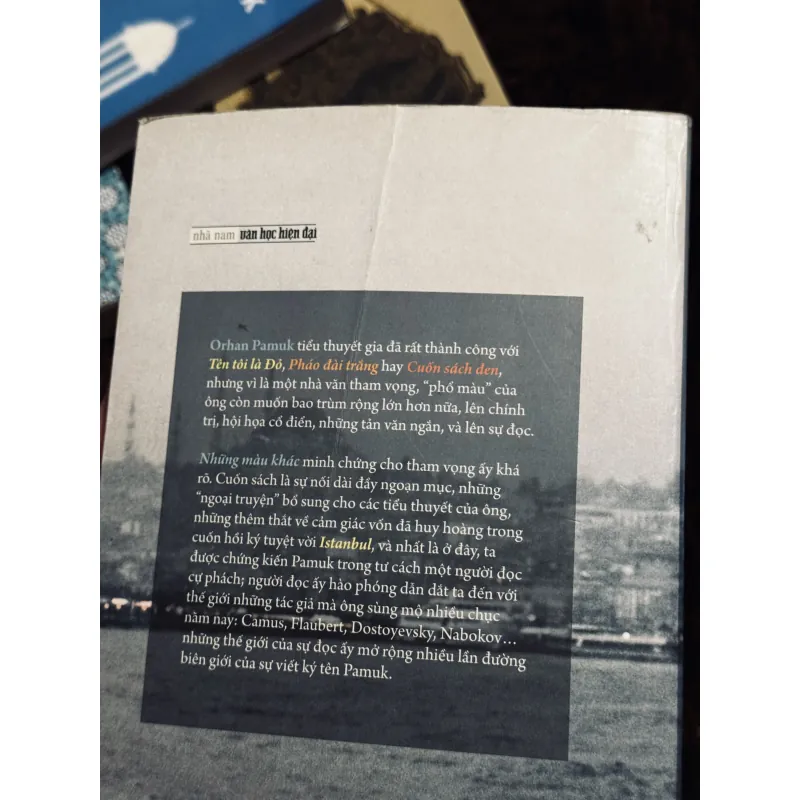 nhã nam văn học hiện đại
Orhan Pamuk tiểu thuyết gia đã rất thành công với
Tên tôi là Đỏ, Pháo đài trắng hay Cuốn sách đen,
nhưng vì là một nhà văn tham vọng, “phổ màu” của
ông còn muốn bao trùm rộng lớn hơn nữa, lên chính
trị, hội họa cổ điển, những tản văn ngắn, và lên sự đọc.
Những màu khác minh chứng cho tham vọng ấy khá
rõ. Cuốn sách là sự nối dài đầy ngoạn mục, những
“ngoại truyện” bổ sung cho các tiểu thuyết của ông,
những thêm thắt về cảm giác vốn đã huy hoàng trong
cuốn hồi ký tuyệt vời Istanbul, và nhất là ở đây, ta
được chứng kiến Pamuk trong tư cách một người đọc
cự phách; người đọc ấy hào phóng dẫn dắt ta đến với
thế giới những tác giả mà ông sùng mộ nhiều chục
năm nay: Camus, Flaubert, Dostoyevsky, Nabokov…
những thế giới của sự đọc ấy mở rộng nhiều lần đường
biên giới của sự viết ký tên Pamuk.